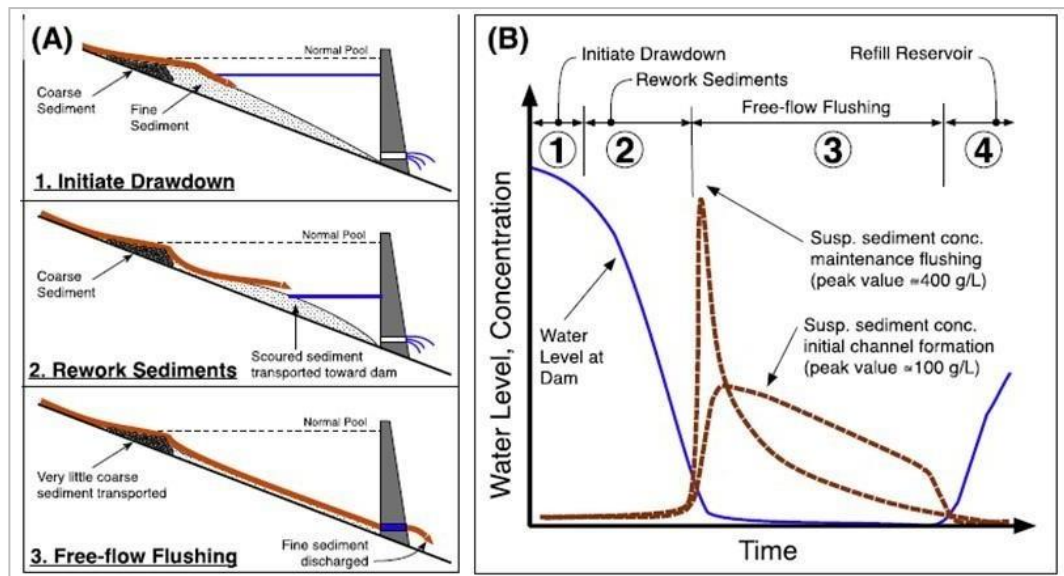 (A)
Normal Pool
Coarse
Sediment
Fine
Sediment
1. Initiate Drawdown
Normal Pool
Coarse
Sediment
Scoured sediment
transported toward dam
2. Rework Sediments
Normal Pool
Very little coarse
sediment transported
Fine sediment
discharged
3. Free-flow Flushing
(B)
Initiate Drawdown
Refill Reservoir
Rework Sediments
Free-flow Flushing
1 2 3 4
Susp. sediment conc.
maintenance flushing
(peak value ≈400 g/L)
Water
Level at
Dam
Susp. sediment conc.
initial channel formation
(peak value ≈100 g/L)
Water Level, Concentration
Time